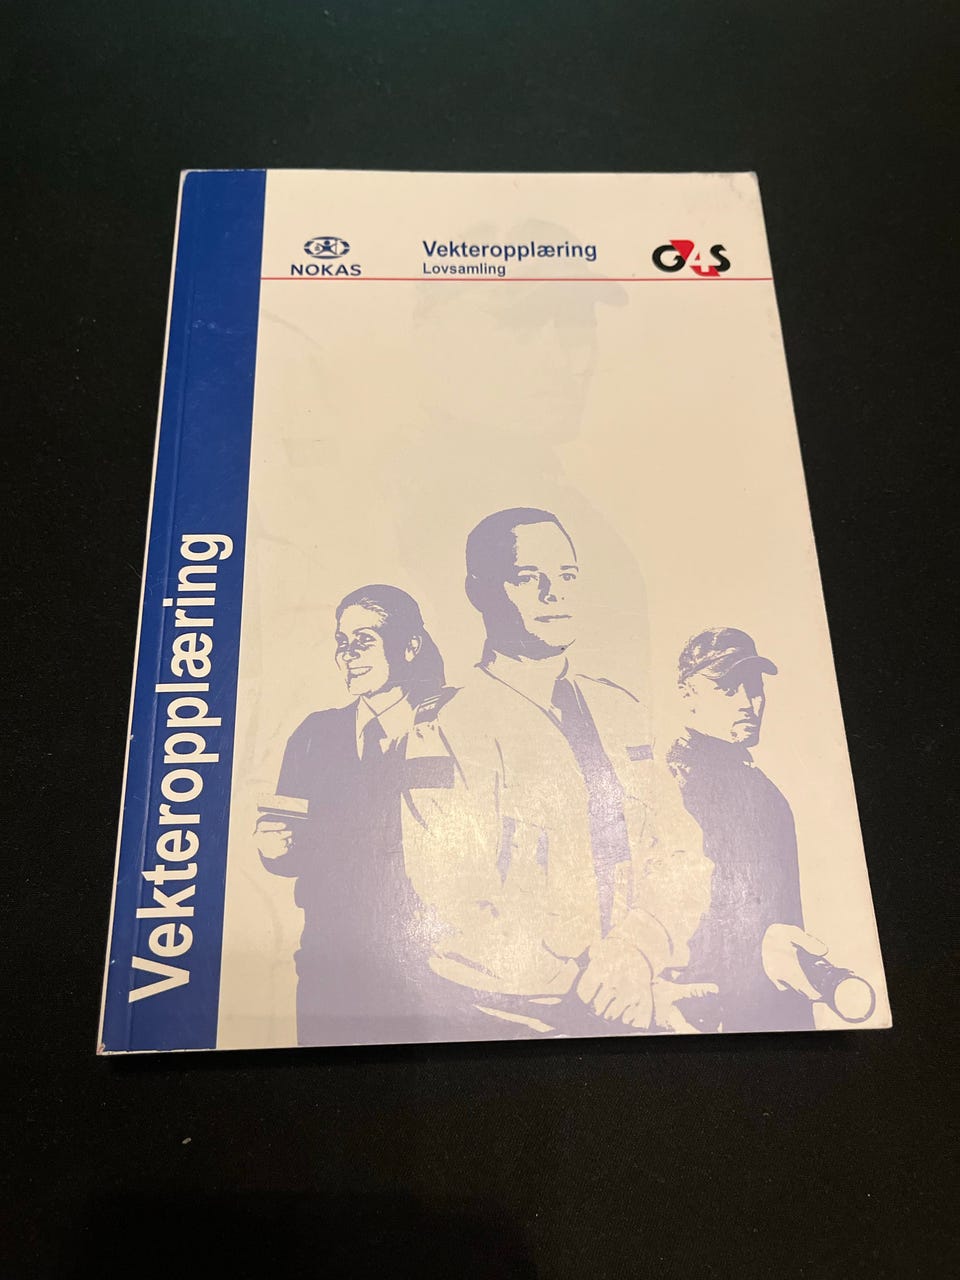 NOKAS
Vekteropplæring
Lovsamling
G4S
Vekteropplæring